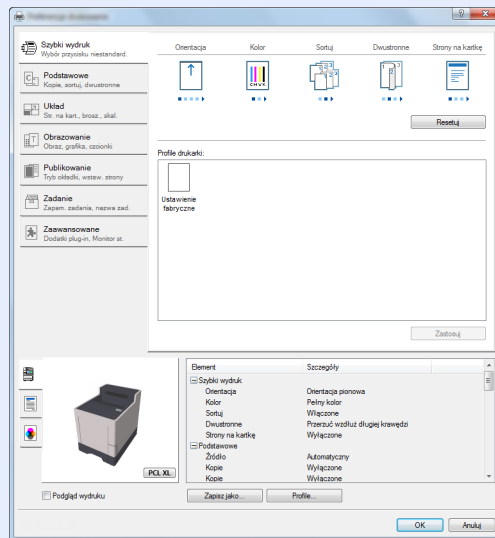 Szybki wydruk
Wybór przycisku niestandard.
Podstawowe
Kopie, sortuj, dwustronne
Układ
Str. na kart., brosz., skal.
Obrazowanie
Obraz, grafika, czcionki
Publikowanie
Tryb okładki, wstaw. strony
Zadanie
Zapam. zadania, nazwa zad.
Zaawansowane
Dodatki plug-in, Monitor st.
Orientacja Kolor Sortuj Dwustronne Strony na kartkę
CMYK
Resetuj
Profile drukarki:
Ustawienie
fabryczne
Zastosuj
Element Szczegóły
Szybki wydruk
Orientacja Orientacja pionowa
Kolor Pełny kolor
Sortuj Włączone
Dwustronne Przerzuć wzdłuż długiej krawędzi
Strony na kartkę Wyłączone
Podstawowe
Źródło Automatyczny
Kopie Wyłączone
Kopie Wyłączone
PCL XL
Podgląd wydruku
Zapisz jako... Profile...
OK Anuluj